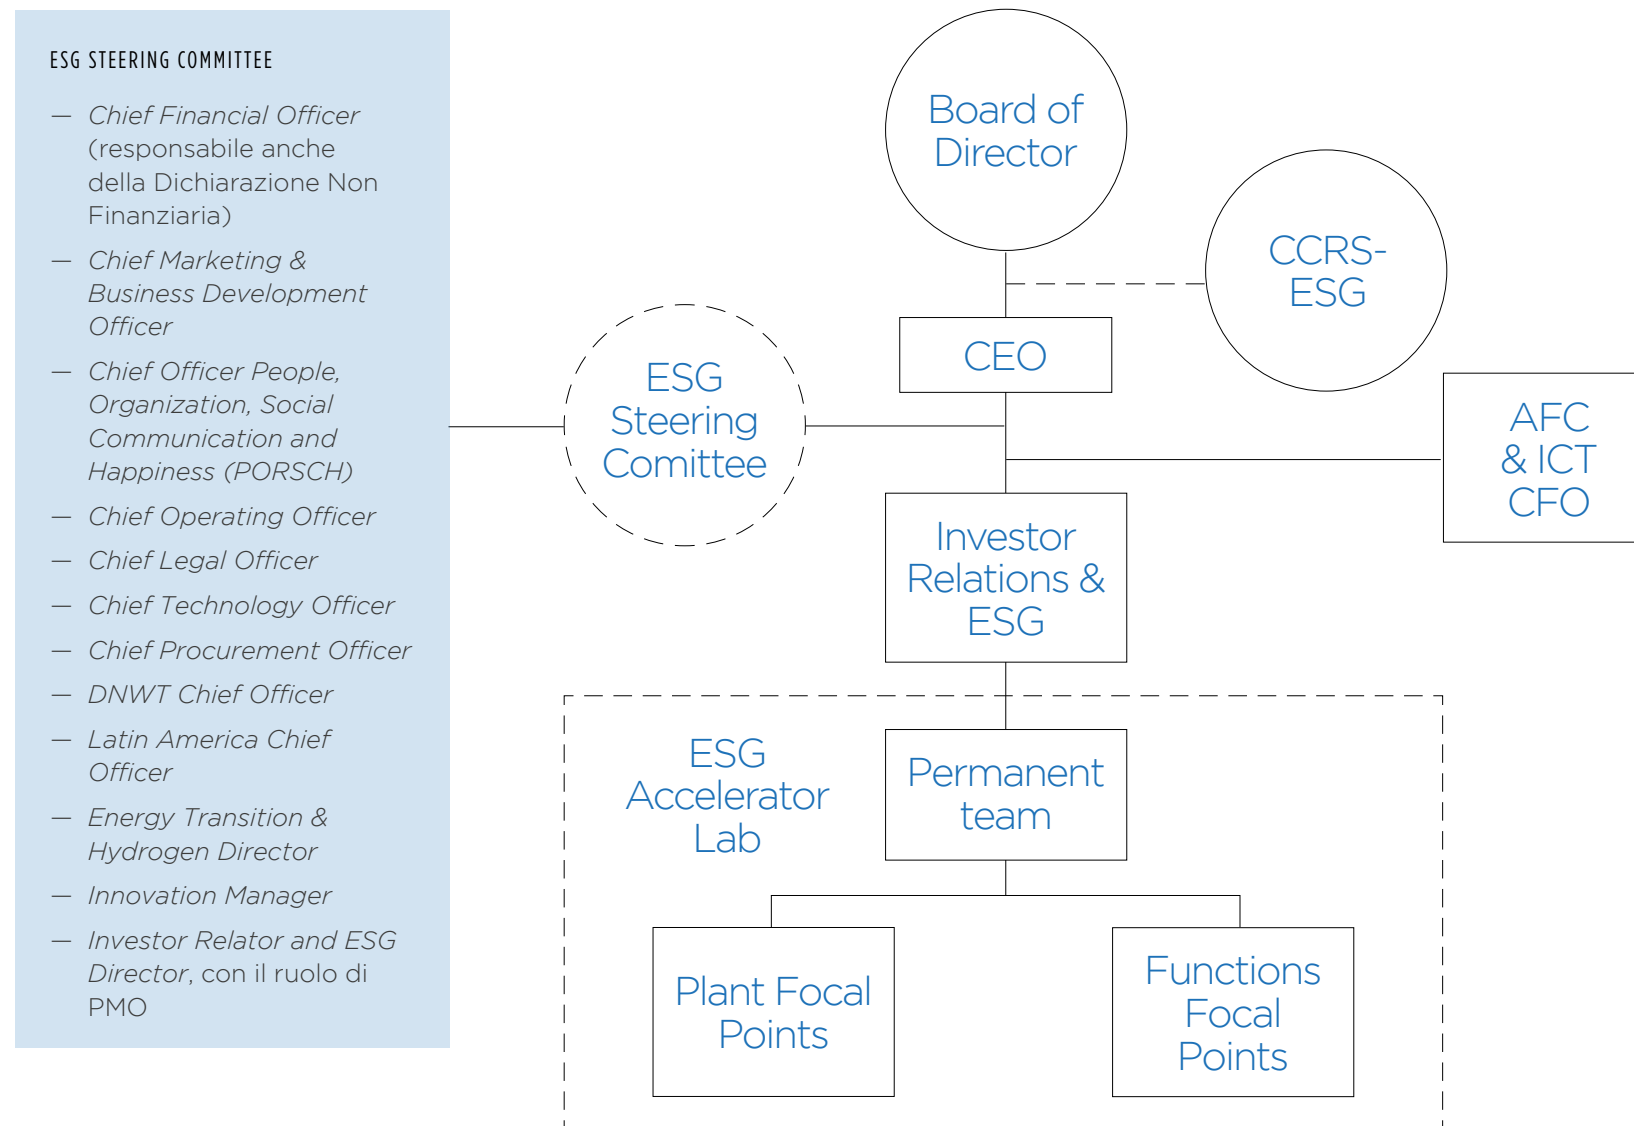 ESG STEERING COMMITTEE
— Chief Financial Officer
(responsabile anche
della Dichiarazione Non
Finanziaria)
— Chief Marketing &
Business Development
Officer
— Chief Officer People,
Organization, Social
Communication and
Happiness (PORSCH)
— Chief Operating Officer
— Chief Legal Officer
— Chief Technology Officer
— Chief Procurement Officer
— DNWT Chief Officer
— Latin America Chief
Officer
— Energy Transition &
Hydrogen Director
— Innovation Manager
— Investor Relator and ESG
Director, con il ruolo di
PMO
Board of
Director
CCRS-
ESG
CEO
ESG
Steering
Comittee
AFC
& ICT
CFO
Investor
Relations &
ESG
ESG
Accelerator
Lab
Permanent
team
Plant Focal
Points
Functions
Focal
Points